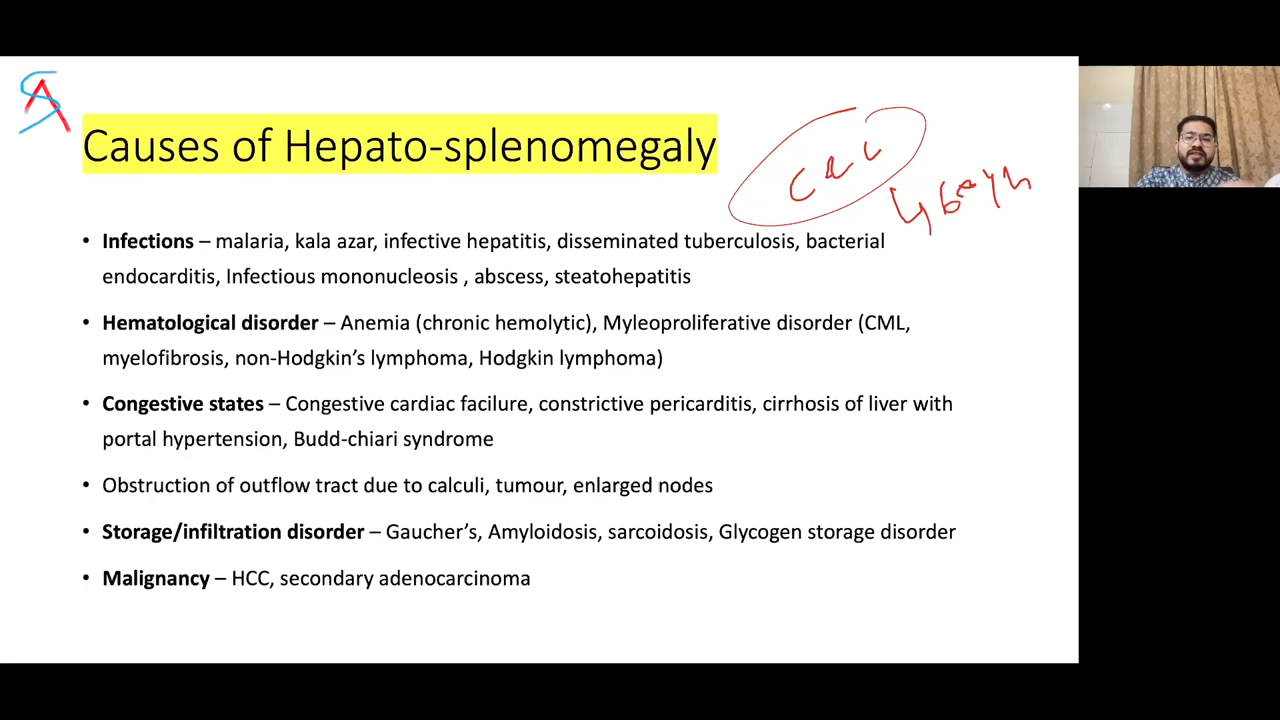 SA
Causes of Hepato-splenomegaly
• Infections – malaria, kala azar, infective hepatitis, disseminated tuberculosis, bacterial
endocarditis, Infectious mononucleosis , abscess, steatohepatitis
• Hematological disorder – Anemia (chronic hemolytic), Myleoproliferative disorder (CML,
myelofibrosis, non-Hodgkin’s lymphoma, Hodgkin lymphoma)
• Congestive states – Congestive cardiac facilure, constrictive pericarditis, cirrhosis of liver with
portal hypertension, Budd-chiari syndrome
• Obstruction of outflow tract due to calculi, tumour, enlarged nodes
• Storage/infiltration disorder – Gaucher’s, Amyloidosis, sarcoidosis, Glycogen storage disorder
• Malignancy – HCC, secondary adenocarcinoma